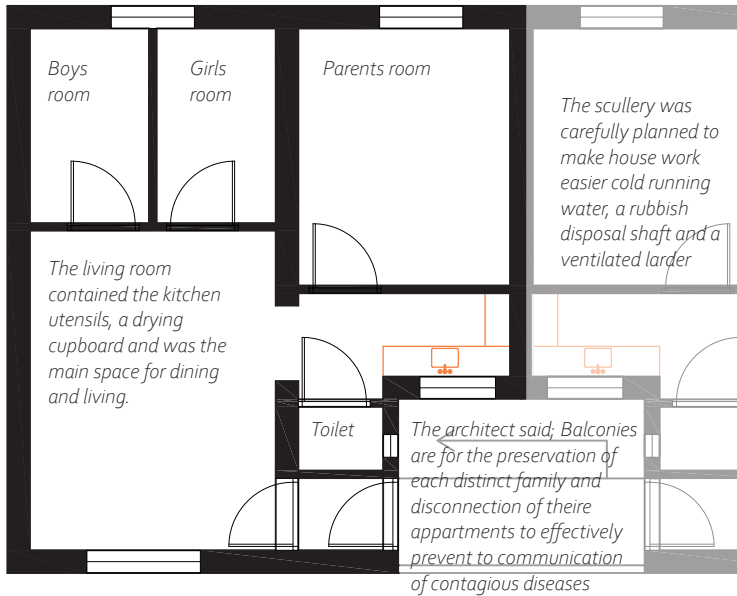 Boys
room
Girls
room
Parents room
The scullery was
carefully planned to
make house work
easier cold running
water, a rubbish
disposal shaft and a
ventilated larder
The living room
contained the kitchen
utensils, a drying
cupboard and was the
main space for dining
and living.
Toilet
The architect said; Balconies
are for the preservation of
each distinct family and
disconnection of theire
appartments to effectively
prevent to communication
of contagious diseases